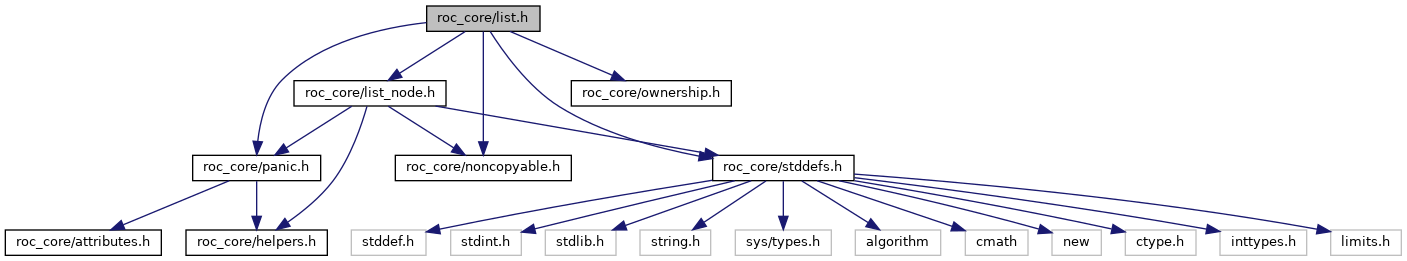 roc_core/list.h
roc_core/list_node.h
roc_core/ownership.h
roc_core/panic.h
roc_core/noncopyable.h
roc_core/stddefs.h
roc_core/attributes.h
roc_core/helpers.h
stddef.h
stdint.h
stdlib.h
string.h
sys/types.h
algorithm
cmath
new
ctype.h
inttypes.h
limits.h